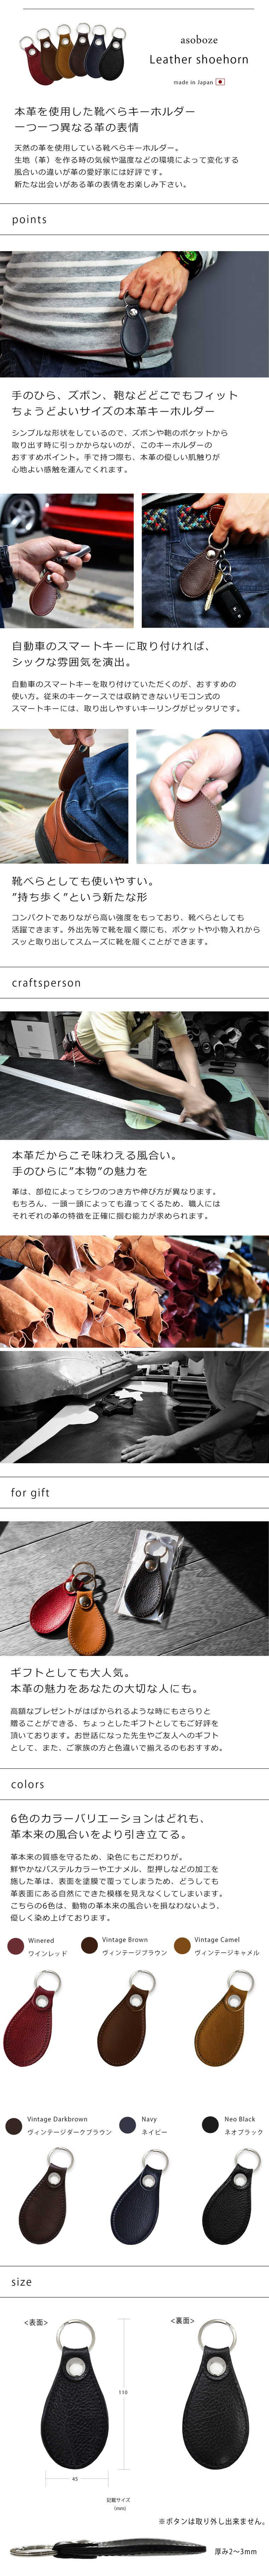 asoboze
Leather shoehorn
made in Japan
本革を使用した靴べらキーホルダー
一つ一つ異なる革の表情
天然の革を使用している靴べらキーホルダー。
生地（革）を作る時の気候や温度などの環境によって変化する
風合いの違いが革の愛好家には好評です。
新たな出会いがある革の表情をお楽しみ下さい。
points
手のひら、ズボン、鞄などどこでもフィット
ちょうどよいサイズの本革キーホルダー
シンプルな形状をしているので、ズボンや鞄のポケットから
取り出す時に引っかからないのが、このキーホルダーの
おすすめポイント。手で持つ際も、本革の優しい肌触りが
心地よい感触を運んでくれます。
自動車のスマートキーに取り付ければ、
シックな雰囲気を演出。
自動車のスマートキーを取り付けていただくのが、おすすめの
使い方。従来のキーケースでは収納できないリモコン式の
スマートキーには、取り出しやすいキーリングがピッタリです。
靴べらとしても使いやすい。
”持ち歩く”という新たな形
コンパクトでありながら高い強度をもっており、靴べらとしても
活躍できます。外出先等で靴を履く際にも、ポケットや小物入れから
スッと取り出してスムーズに靴を履くことができます。
craftsperson
本革だからこそ味わえる風合い。
手のひらに”本物”の魅力を
革は、部位によってシワのつき方や伸び方が異なります。
もちろん、一頭一頭によっても違ってくるため、職人には
それぞれの革の特徴を正確に掴む能力が求められます。
for gift
ギフトとしても大人気。
本革の魅力をあなたの大切な人にも。
高額なプレゼントがはばかられるような時にもさらりと
贈ることができる、ちょっとしたギフトとしてもご好評を
頂いております。お世話になった先生やご友人へのギフト
として、また、ご家族の方と色違いで揃えるのもおすすめ。
colors
6色のカラーバリエーションはどれも、
革本来の風合いをより引き立てる。
革本来の質感を守るため、染色にもこだわりが。
鮮やかなパステルカラーやエナメル、型押しなどの加工を
施した革は、表面を塗膜で覆ってしまうため、どうしても
革表面にある自然にできた模様を見えなくしてしまいます。
こちらの6色は、動物の革本来の風合いを損なわないよう、
優しく染め上げております。
Winered
ワインレッド
Vintage Brown
ヴィンテージブラウン
Vintage Camel
ヴィンテージキャメル
Vintage Darkbrown
ヴィンテージダークブラウン
Navy
ネイビー
Neo Black
ネオブラック
size
<表面>
<裏面>
110
45
記載サイズ
（mm）
※ボタンは取り外し出来ません。
厚み2〜3mm